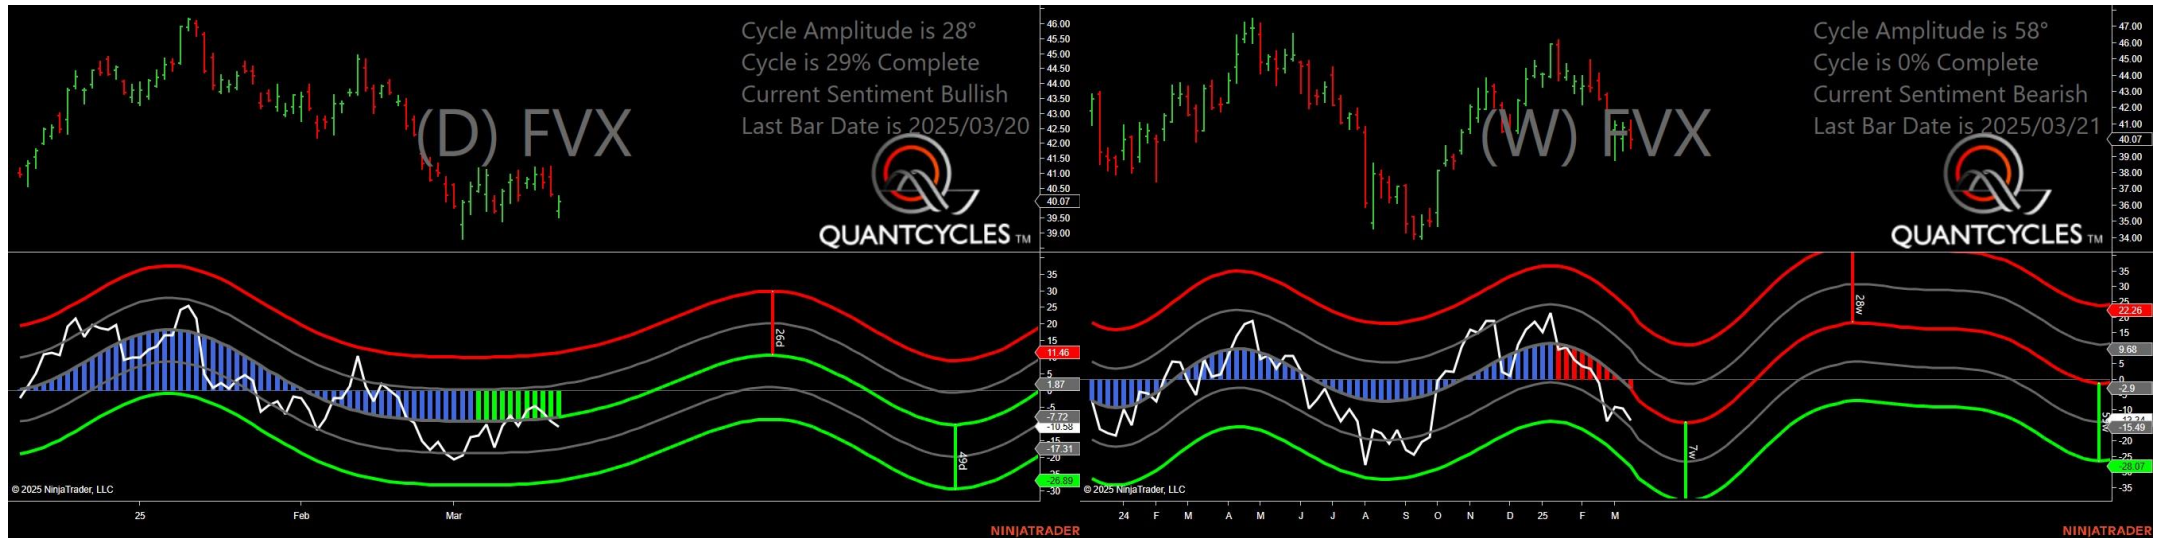 Cycle Amplitude is 28°
Cycle is 29% Complete
Current Sentiment Bullish
Last Bar Date is 2025/03/20
(D) FVX
QUANTCYCLES TM
46.00
45.50
45.00
44.50
44.00
43.50
43.00
42.50
42.00
41.50
41.00
40.50
40.07
39.50
39.00
35
30
25
20
15
11.46
5
1.87
0
-5
-7.72
-10.58
-15
-17.31
-20
-26.89
-30
26d
49d
© 2025 NinjaTrader, LLC
25 Feb Mar
NINJATRADER
Cycle Amplitude is 58°
Cycle is 0% Complete
Current Sentiment Bearish
Last Bar Date is 2025/03/21
(W) FVX
QUANTCYCLES TM
47.00
46.00
45.00
44.00
43.00
42.00
41.00
40.07
39.00
38.00
37.00
36.00
35.00
34.00
35
30
22.26
20
15
9.68
5
0
-2.9
-5
-10
-15.49
-20
-25
-28.07
-35
28w
7w
© 2025 NinjaTrader, LLC
24 F M A M J J A S O N D 25 F M
NINJATRADER